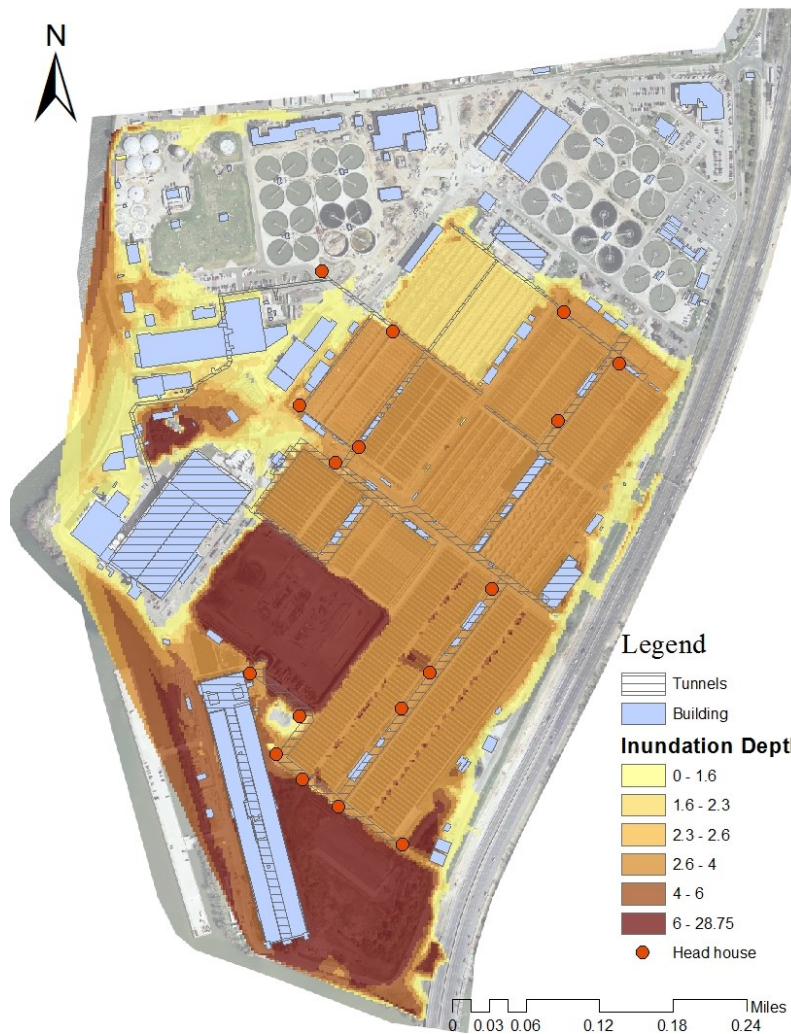 N
Legend
Tunnels
Building
Inundation Dept
0 - 1.6
1.6 - 2.3
2.3 - 2.6
2.6 - 4
4 - 6
6 - 28.75
Head house
Miles
0 0.03 0.06 0.12 0.18 0.24